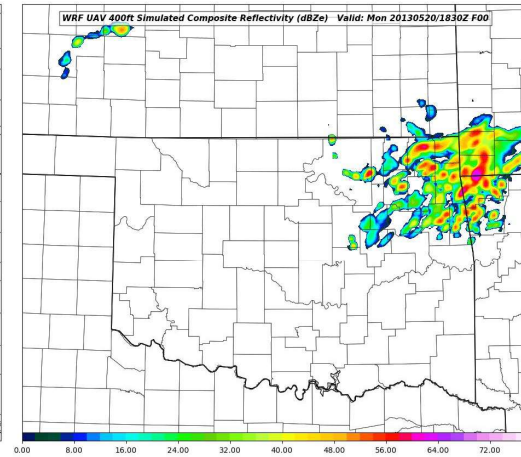 WRF UAV 400ft Simulated Composite Reflectivity (dBZe) Valid: Mon 20130520/1830Z F00
0.00 8.00 16.00 24.00 32.00 40.00 48.00 56.00 64.00 72.00